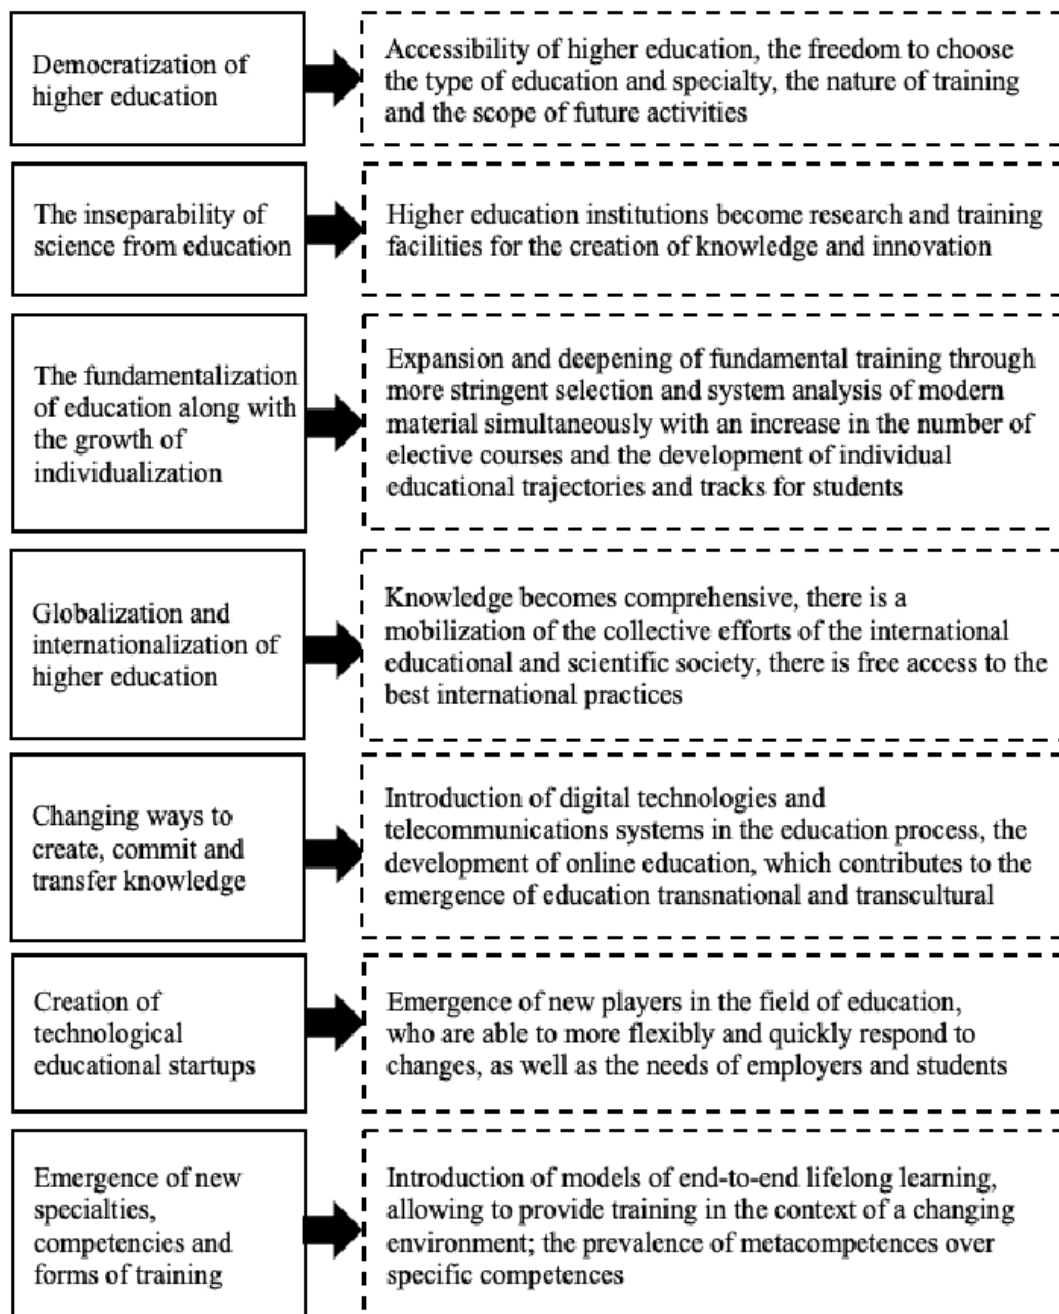 Democratization of
higher education
Accessibility of higher education, the freedom to choose
the type of education and specialty, the nature of training
and the scope of future activities
The inseparability of
science from education
Higher education institutions become research and training
facilities for the creation of knowledge and innovation
The fundamentalization
of education along with
the growth of
individualization
Expansion and deepening of fundamental training through
more stringent selection and system analysis of modern
material simultaneously with an increase in the number of
elective courses and the development of individual
educational trajectories and tracks for students
Globalization and
internationalization of
higher education
Knowledge becomes comprehensive, there is a
mobilization of the collective efforts of the international
educational and scientific society, there is free access to the
best international practices
Changing ways to
create, commit and
transfer knowledge
Introduction of digital technologies and
telecommunications systems in the education process, the
development of online education, which contributes to the
emergence of education transnational and transcultural
Creation of
technological
educational startups
Emergence of new players in the field of education,
who are able to more flexibly and quickly respond to
changes, as well as the needs of employers and students
Emergence of new
specialties,
competencies and
forms of training
Introduction of models of end-to-end lifelong learning,
allowing to provide training in the context of a changing
environment; the prevalence of metacompetences over
specific competences